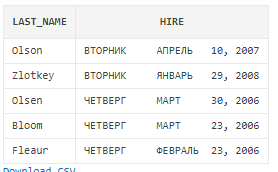 LAST_NAME HIRE
Olson ВТОРНИК АПРЕЛЬ 10, 2007
Zlotkey ВТОРНИК ЯНВАРЬ 29, 2008
Olsen ЧЕТВЕРГ МАРТ 30, 2006
Bloom ЧЕТВЕРГ МАРТ 23, 2006
Fleaur ЧЕТВЕРГ ФЕВРАЛЬ 23, 2006
Download CSV